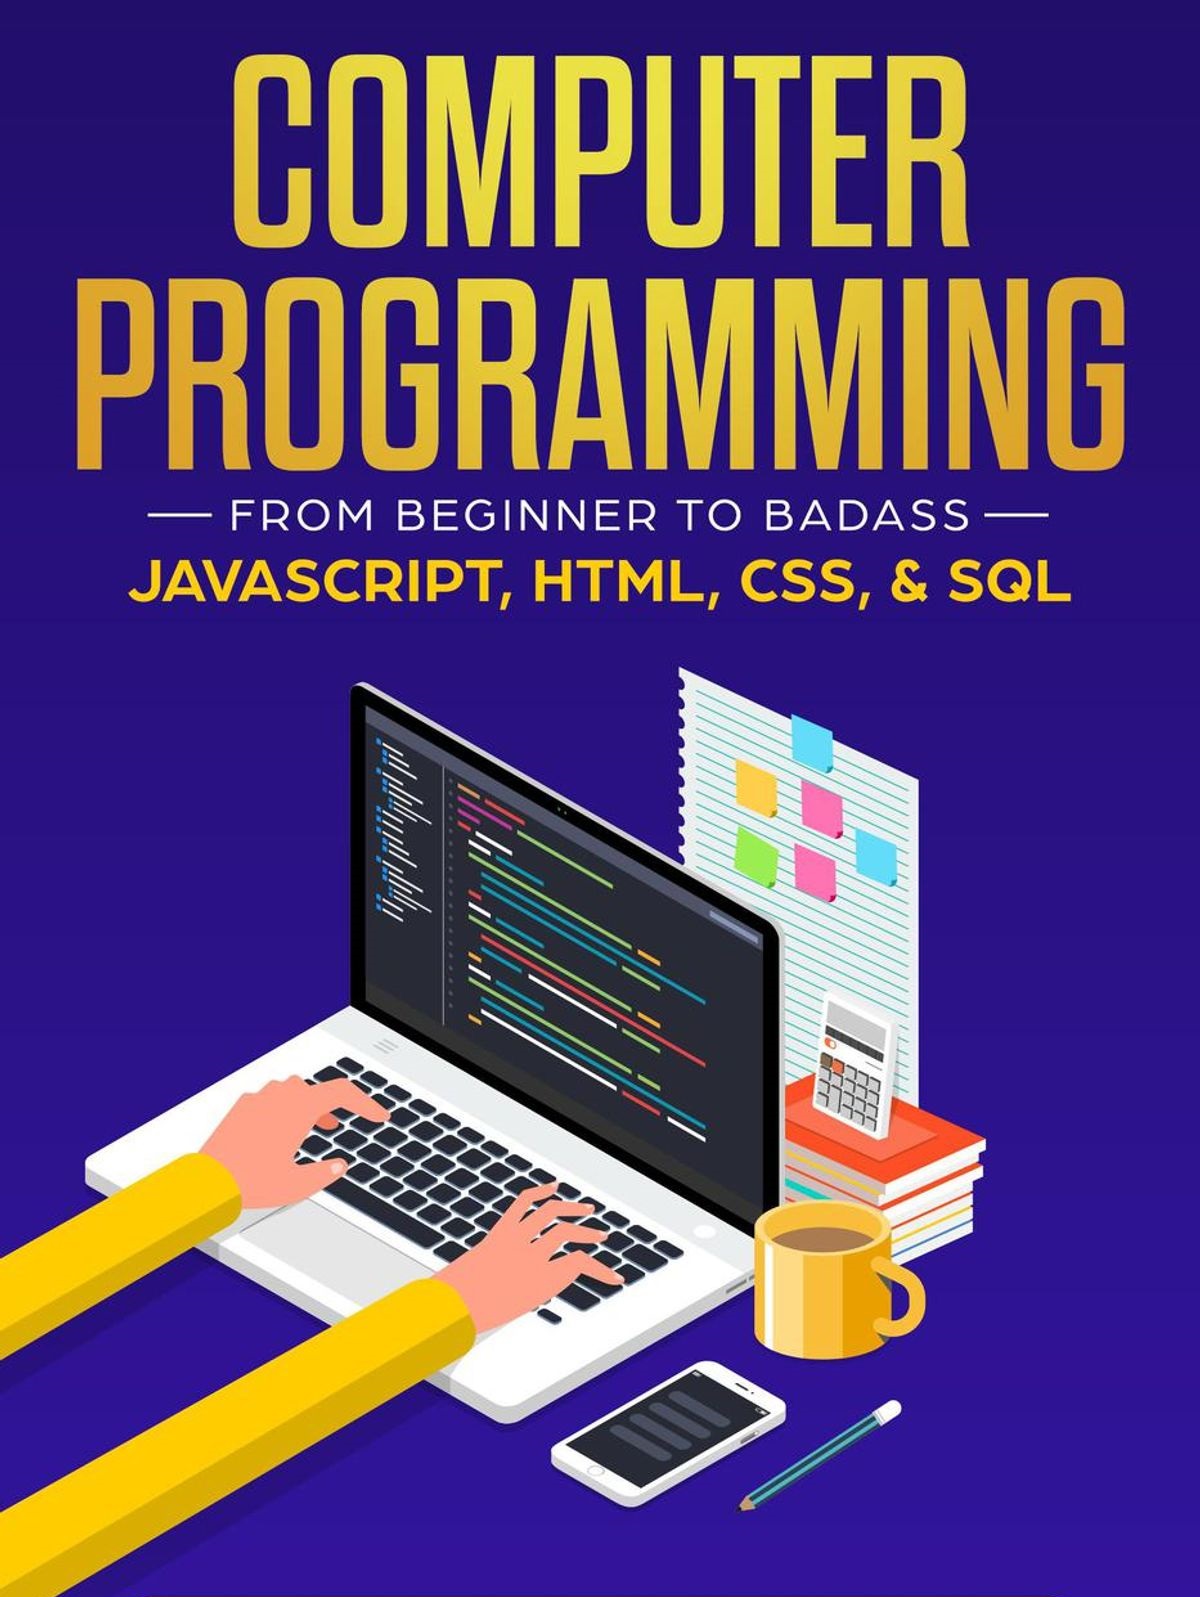 COMPUTER
PROGRAMMING
FROM BEGINNER TO BADASS
JAVASCRIPT, HTML, CSS, & SQL